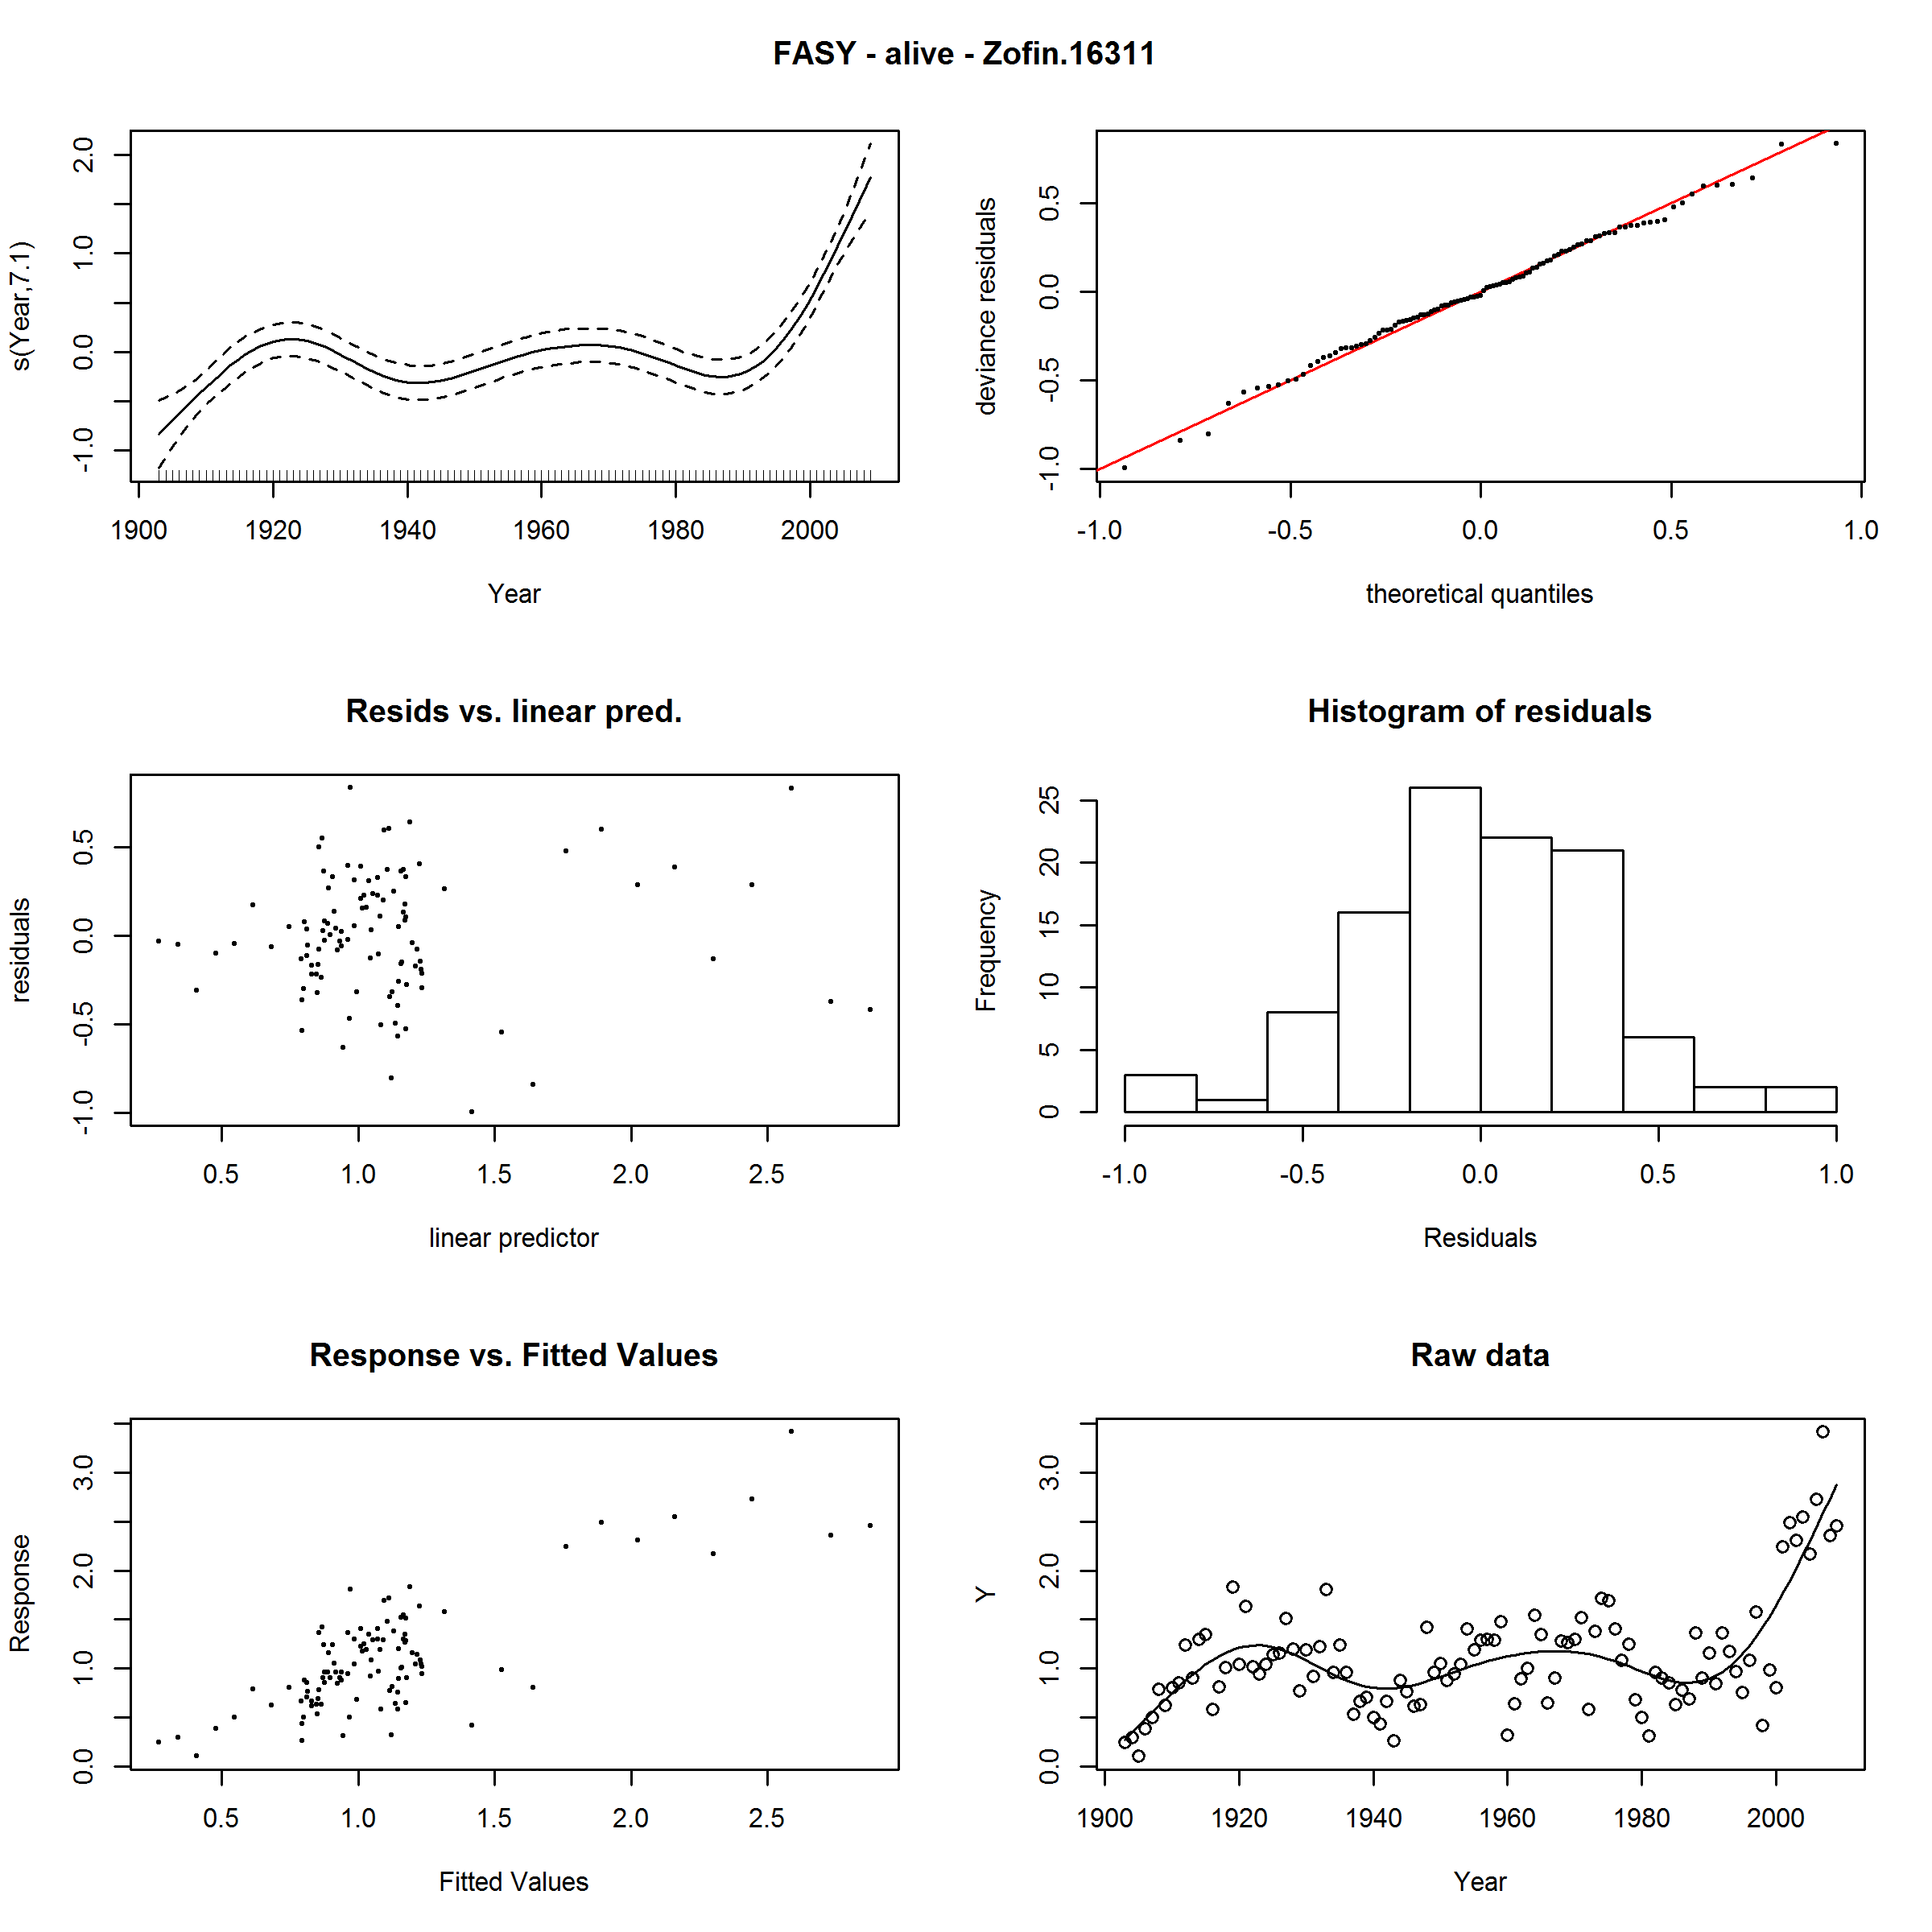 FASY - alive - Zofin.16311
s(Year,7.1)
-1.0 0.0 1.0 2.0
1900 1920 1940 1960 1980 2000
Year
deviance residuals
-1.0 -0.5 0.0 0.5
-1.0 -0.5 0.0 0.5 1.0
theoretical quantiles
Resids vs. linear pred.
residuals
-1.0 -0.5 0.0 0.5
0.5 1.0 1.5 2.0 2.5
linear predictor
Histogram of residuals
Frequency
0 5 10 15 20 25
-1.0 -0.5 0.0 0.5 1.0
Residuals
Response vs. Fitted Values
Response
0.0 1.0 2.0 3.0
0.5 1.0 1.5 2.0 2.5
Fitted Values
Raw data
Y
0.0 1.0 2.0 3.0
1900 1920 1940 1960 1980 2000
Year